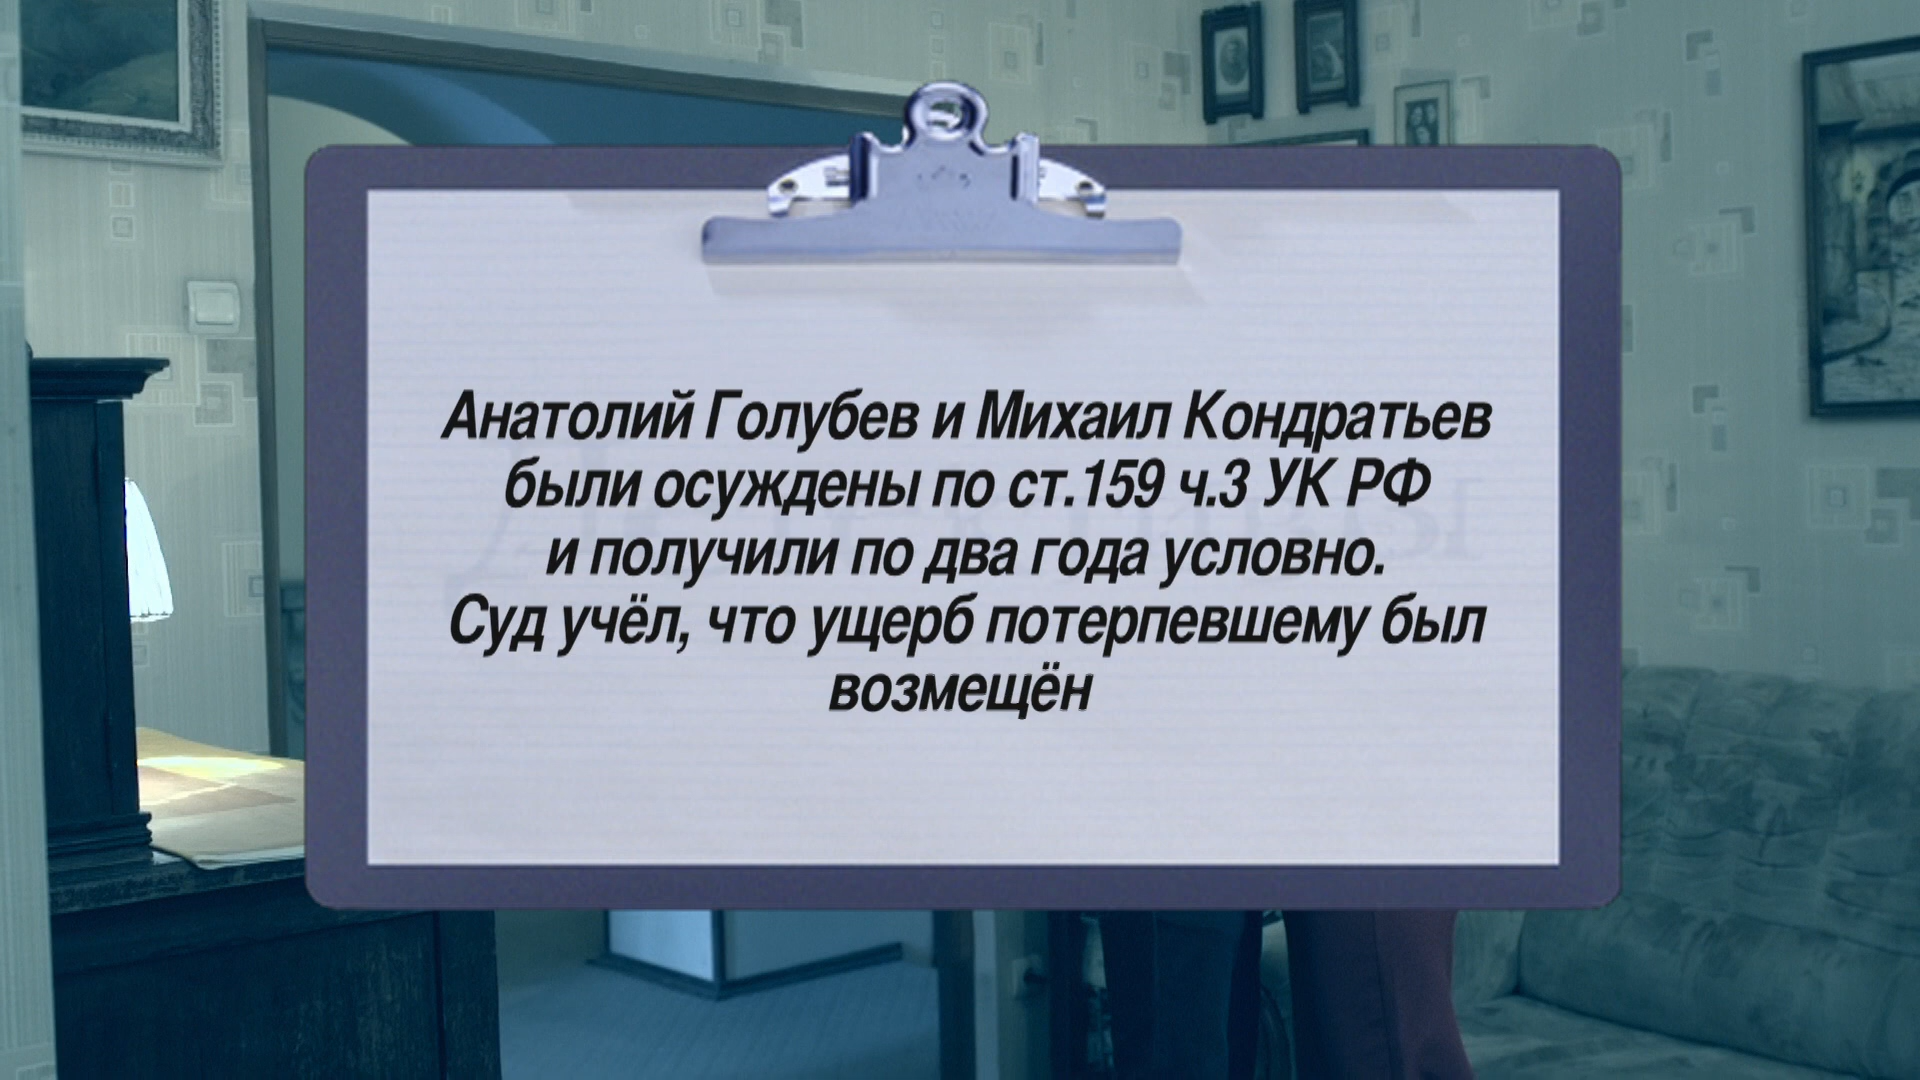 Анатолий Голубев и Михаил Кондратьев
были осуждены по ст.159 ч.3 УК РФ
и получили по два года условно.
Суд учёл, что ущерб потерпевшему был
возмещён